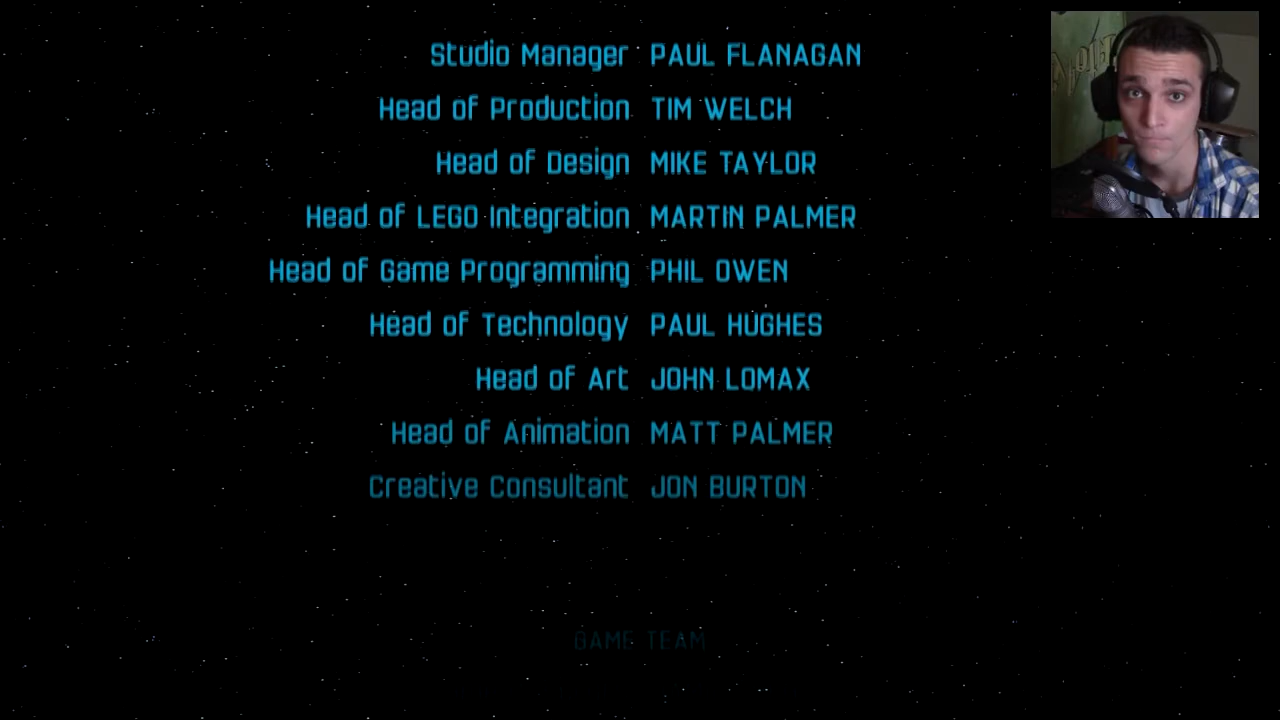 Studio Manager PAUL FLANAGAN
Head of Production TIM WELCH
Head of Design MIKE TAYLOR
Head of LEGO Integration MARTIN PALMER
Head of Game Programming PHIL OWEN
Head of Technology PAUL HUGHES
Head of Art JOHN LOMAX
Head of Animation MATT PALMER
Creative Consultant JON BURTON
GAME TEAM